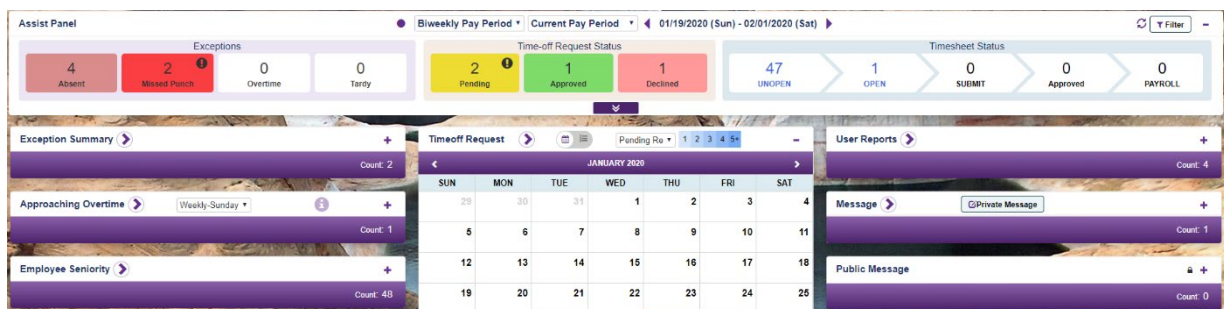 Assist Panel
Biweekly Pay Period
Current Pay Period
01/19/2020 (Sun) - 02/01/2020 (Sat)
Filter
Exceptions
4
Absent
2
Missed Punch
0
Overtime
0
Tardy
Time-off Request Status
2
Pending
1
Approved
1
Declined
Timesheet Status
47
UNOPEN
1
OPEN
0
SUBMIT
0
Approved
0
PAYROLL
Exception Summary
Count: 2
Approaching Overtime
Weekly-Sunday
Count: 1
Employee Seniority
Count: 48
Timeoff Request
Pending Re
1 2 3 4 5+
JANUARY 2020
SUN MON TUE WED THU FRI SAT
29 30 31 1 2 3 4
5 6 7 8 9 10 11
12 13 14 15 16 17 18
19 20 21 22 23 24 25
User Reports
Count: 4
Message
Private Message
Count: 1
Public Message
Count: 0